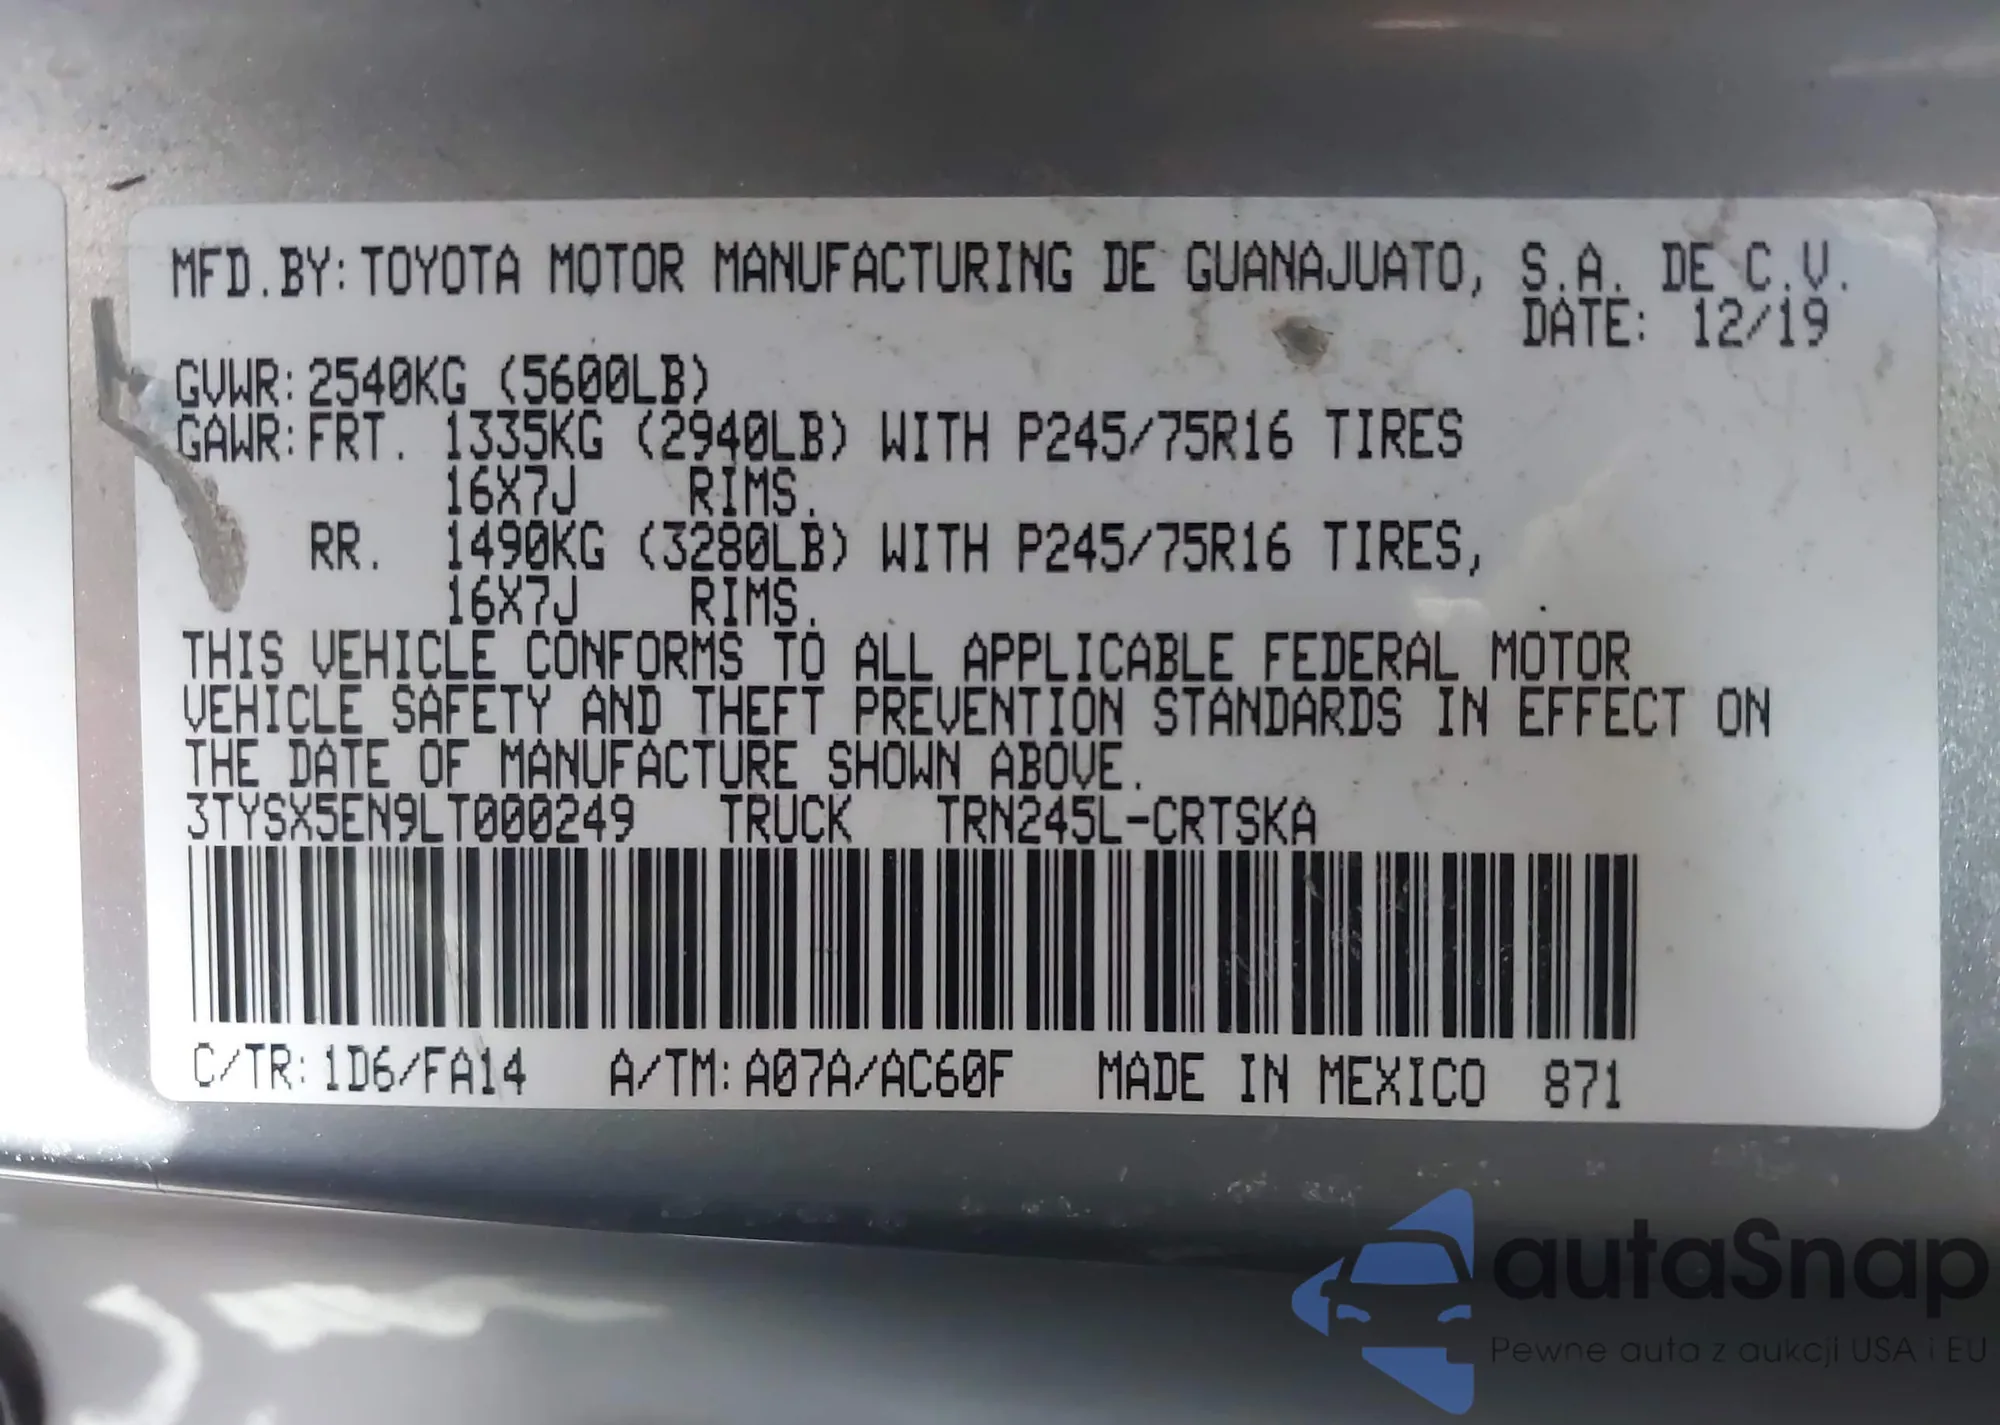 MFD.BY:TOYOTA MOTOR MANUFACTURING DE GUANAJUATO, S.A. DE C.V.
DATE: 12/19
GVWR:2540KG (5600LB)
GAWR:FRT. 1335KG (2940LB) WITH P245/75R16 TIRES
16X7J RIMS.
RR. 1490KG (3280LB) WITH P245/75R16 TIRES,
16X7J RIMS.
THIS VEHICLE CONFORMS TO ALL APPLICABLE FEDERAL MOTOR
VEHICLE SAFETY AND THEFT PREVENTION STANDARDS IN EFFECT ON
THE DATE OF MANUFACTURE SHOWN ABOVE.
3TYSX5EN9LT000249 TRUCK TRN245L-CRTSKA
C/TR:1D6/FA14 A/TM:A07A/AC60F MADE IN MEXICO 871
autaSnap
Pewne auta z aukcji USA i EU